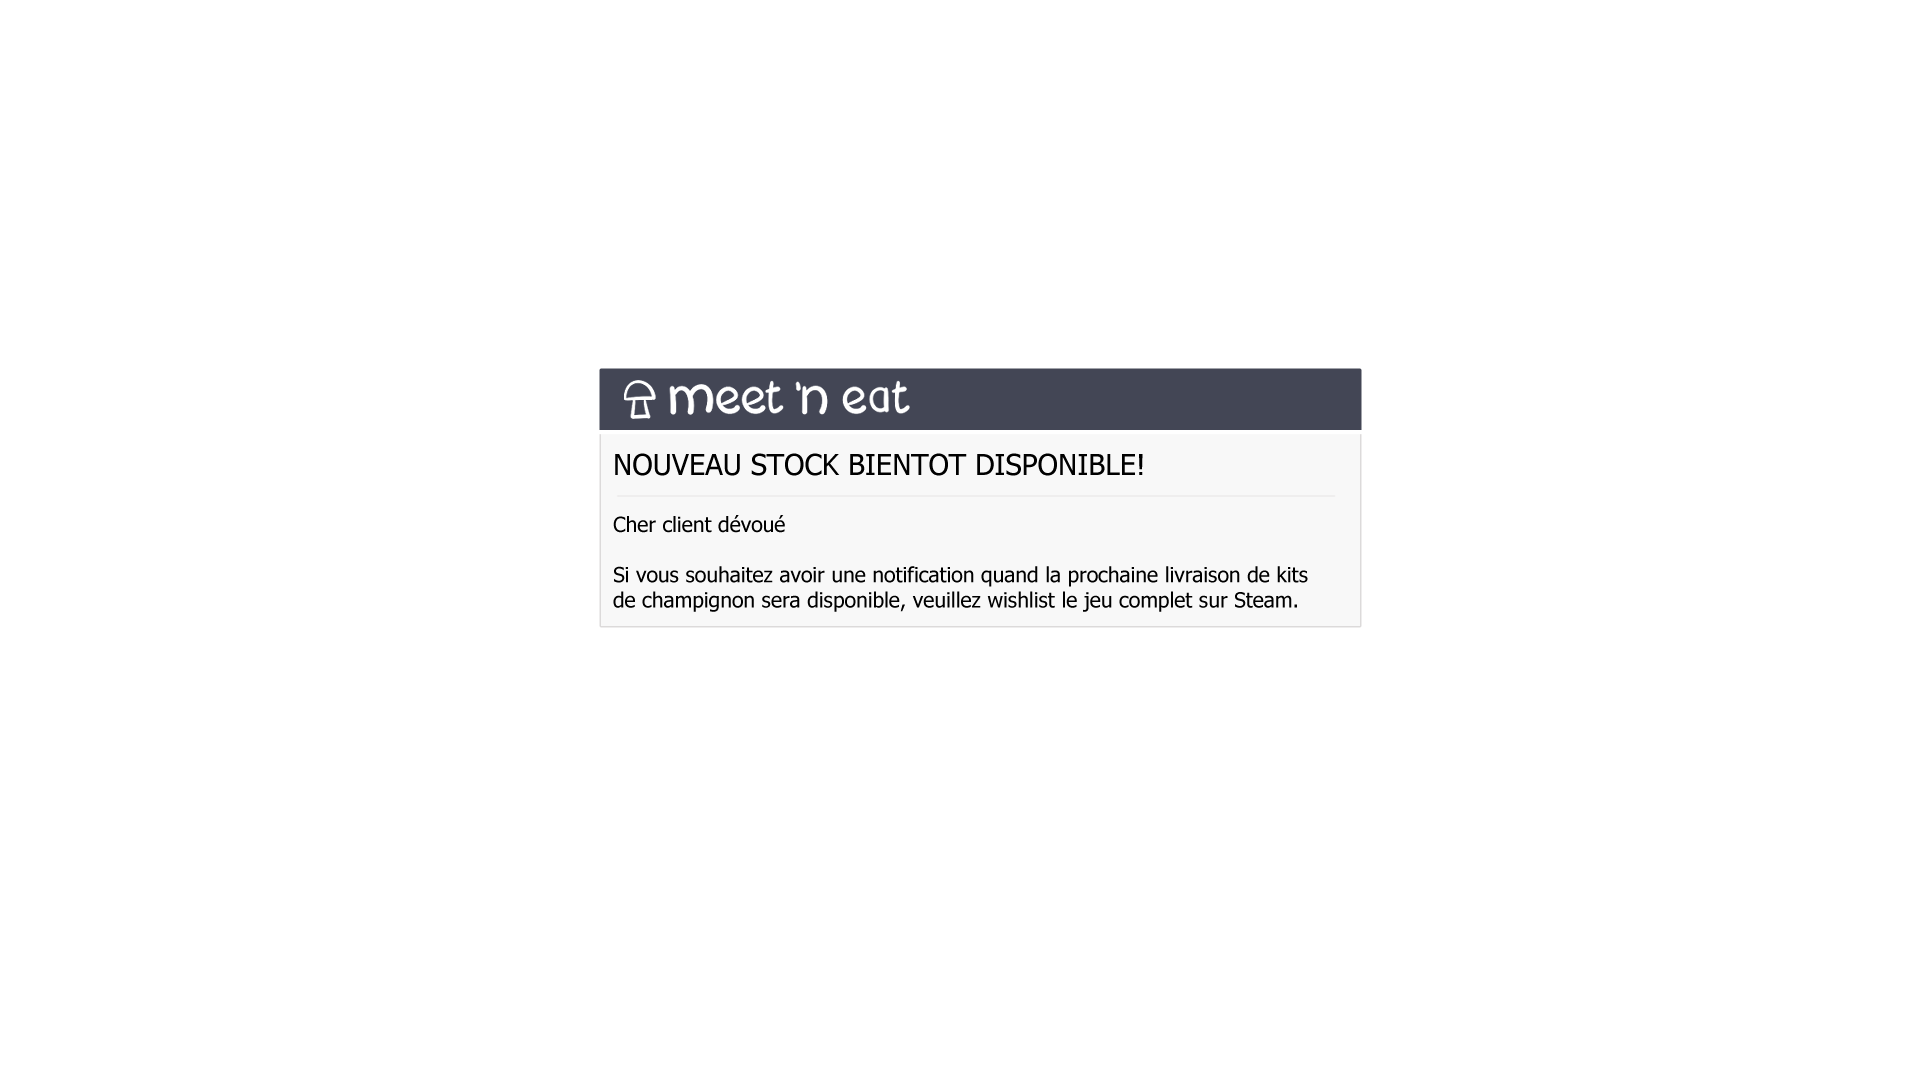 meet 'n eat
NOUVEAU STOCK BIENTOT DISPONIBLE!
Cher client dévoué
Si vous souhaitez avoir une notification quand la prochaine livraison de kits
de champignon sera disponible, veuillez wishlist le jeu complet sur Steam.